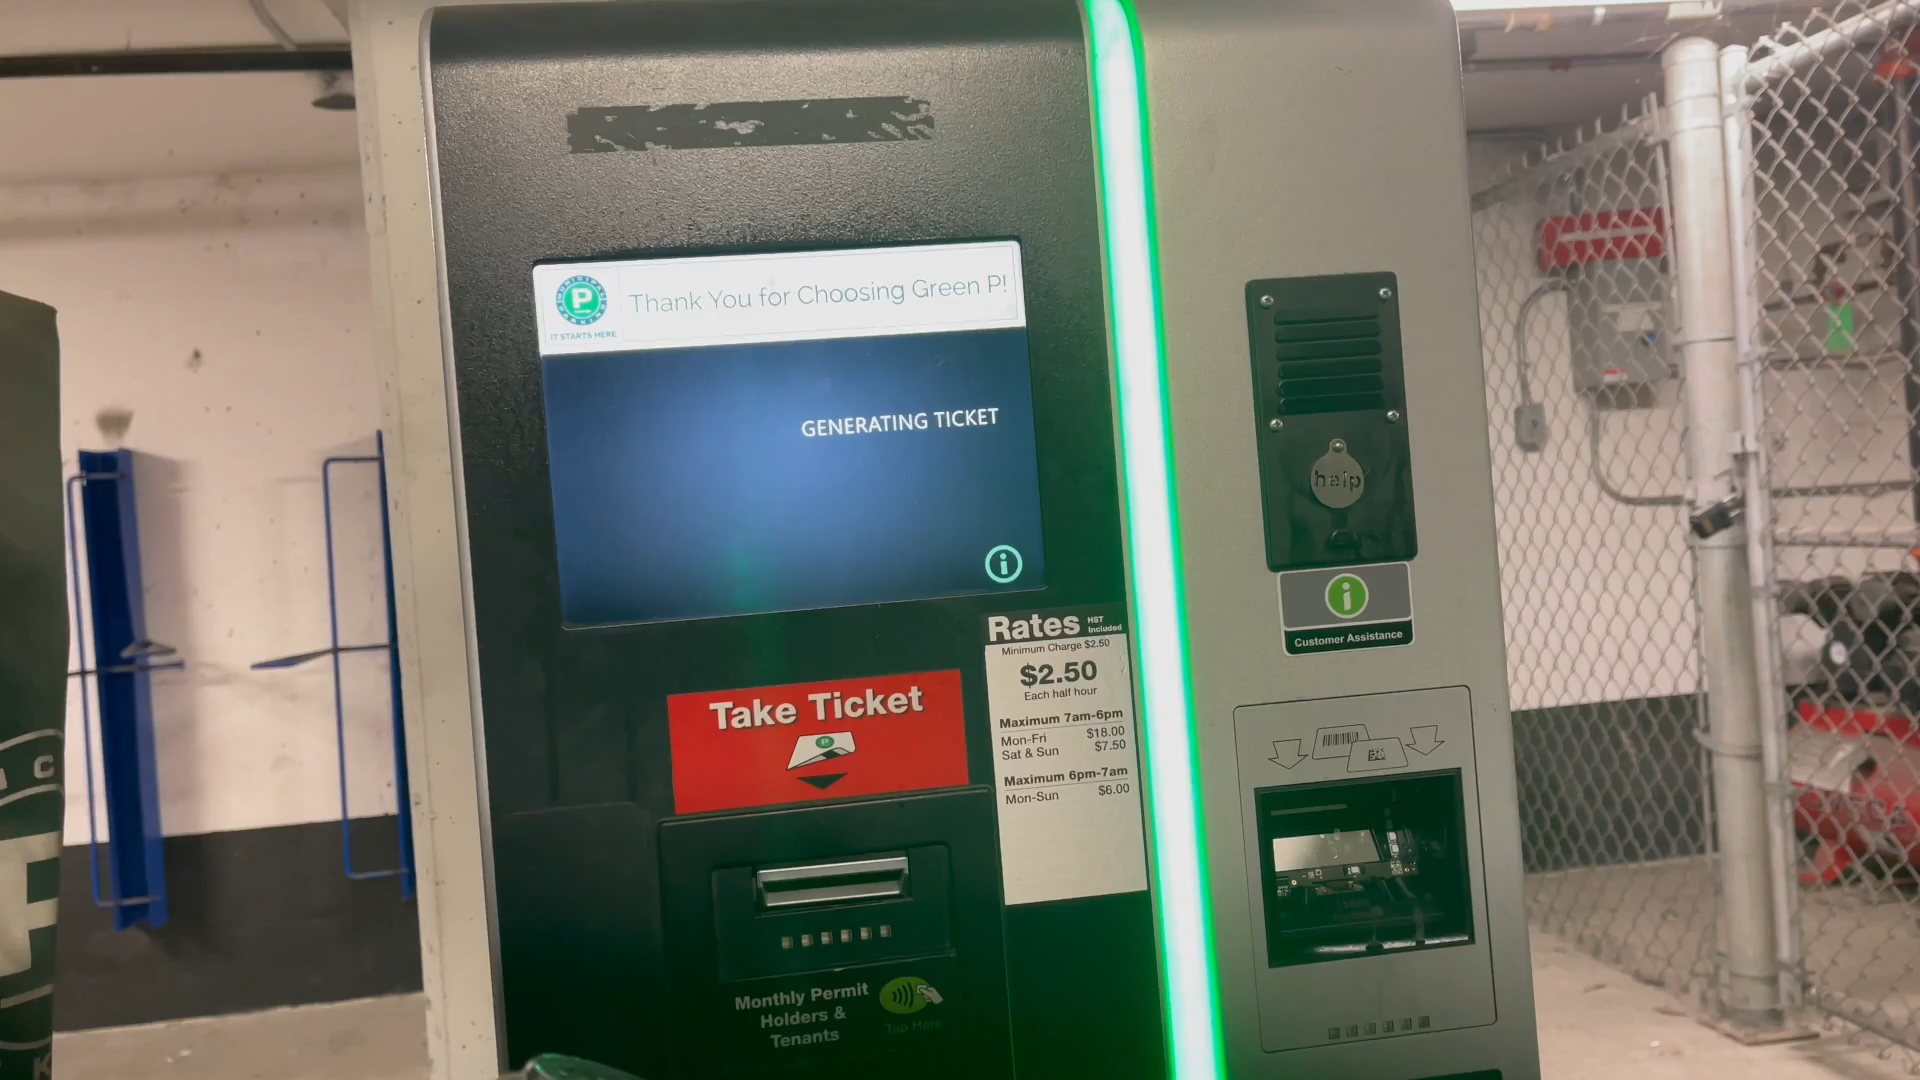 MUNICIPAL
P
PARKING
IT STARTS HERE
Thank You for Choosing Green P!
GENERATING TICKET
i
help
i
Customer Assistance
Rates HST Included
Minimum Charge $2.50
$2.50
Each half hour
Maximum 7am-6pm
Mon-Fri $18.00
Sat & Sun $7.50
Maximum 6pm-7am
Mon-Sun $6.00
Take Ticket
P
Monthly Permit
Holders &
Tenants
Tap Here